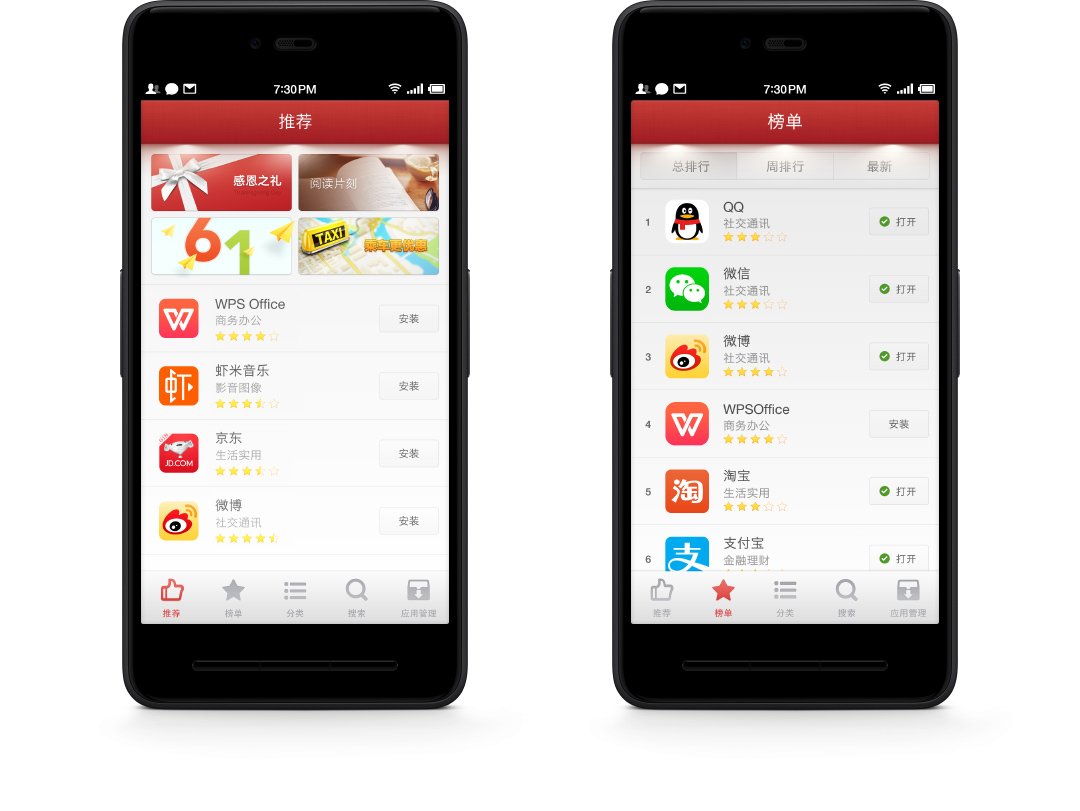 7:30PM
推荐
感恩之礼
阅读片刻
61
TAXI
乘车更优惠
WPS Office
商务办公
安装
虾
虾米音乐
影音图像
安装
JD.COM
京东
生活实用
安装
微博
社交通讯
安装
推荐
榜单
分类
搜索
应用管理
7:30PM
榜单
总排行
周排行
最新
1
QQ
社交通讯
打开
2
微信
社交通讯
打开
3
微博
社交通讯
打开
4
WPSOffice
商务办公
安装
5
淘
淘宝
生活实用
打开
6
支
支付宝
金融理财
打开
推荐
榜单
分类
搜索
应用管理